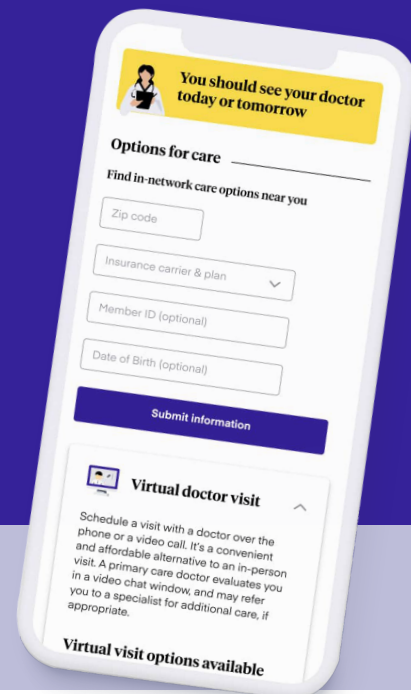 You should see your doctor
today or tomorrow
Options for care
Find in-network care options near you
Zip code
Insurance carrier & plan
Member ID (optional)
Date of Birth (optional)
Submit information
Virtual doctor visit
Schedule a visit with a doctor over the
phone or a video call. It's a convenient
and affordable alternative to an in-person
visit. A primary care doctor evaluates you
in a video chat window, and may refer
you to a specialist for additional care, if
appropriate.
Virtual visit options available